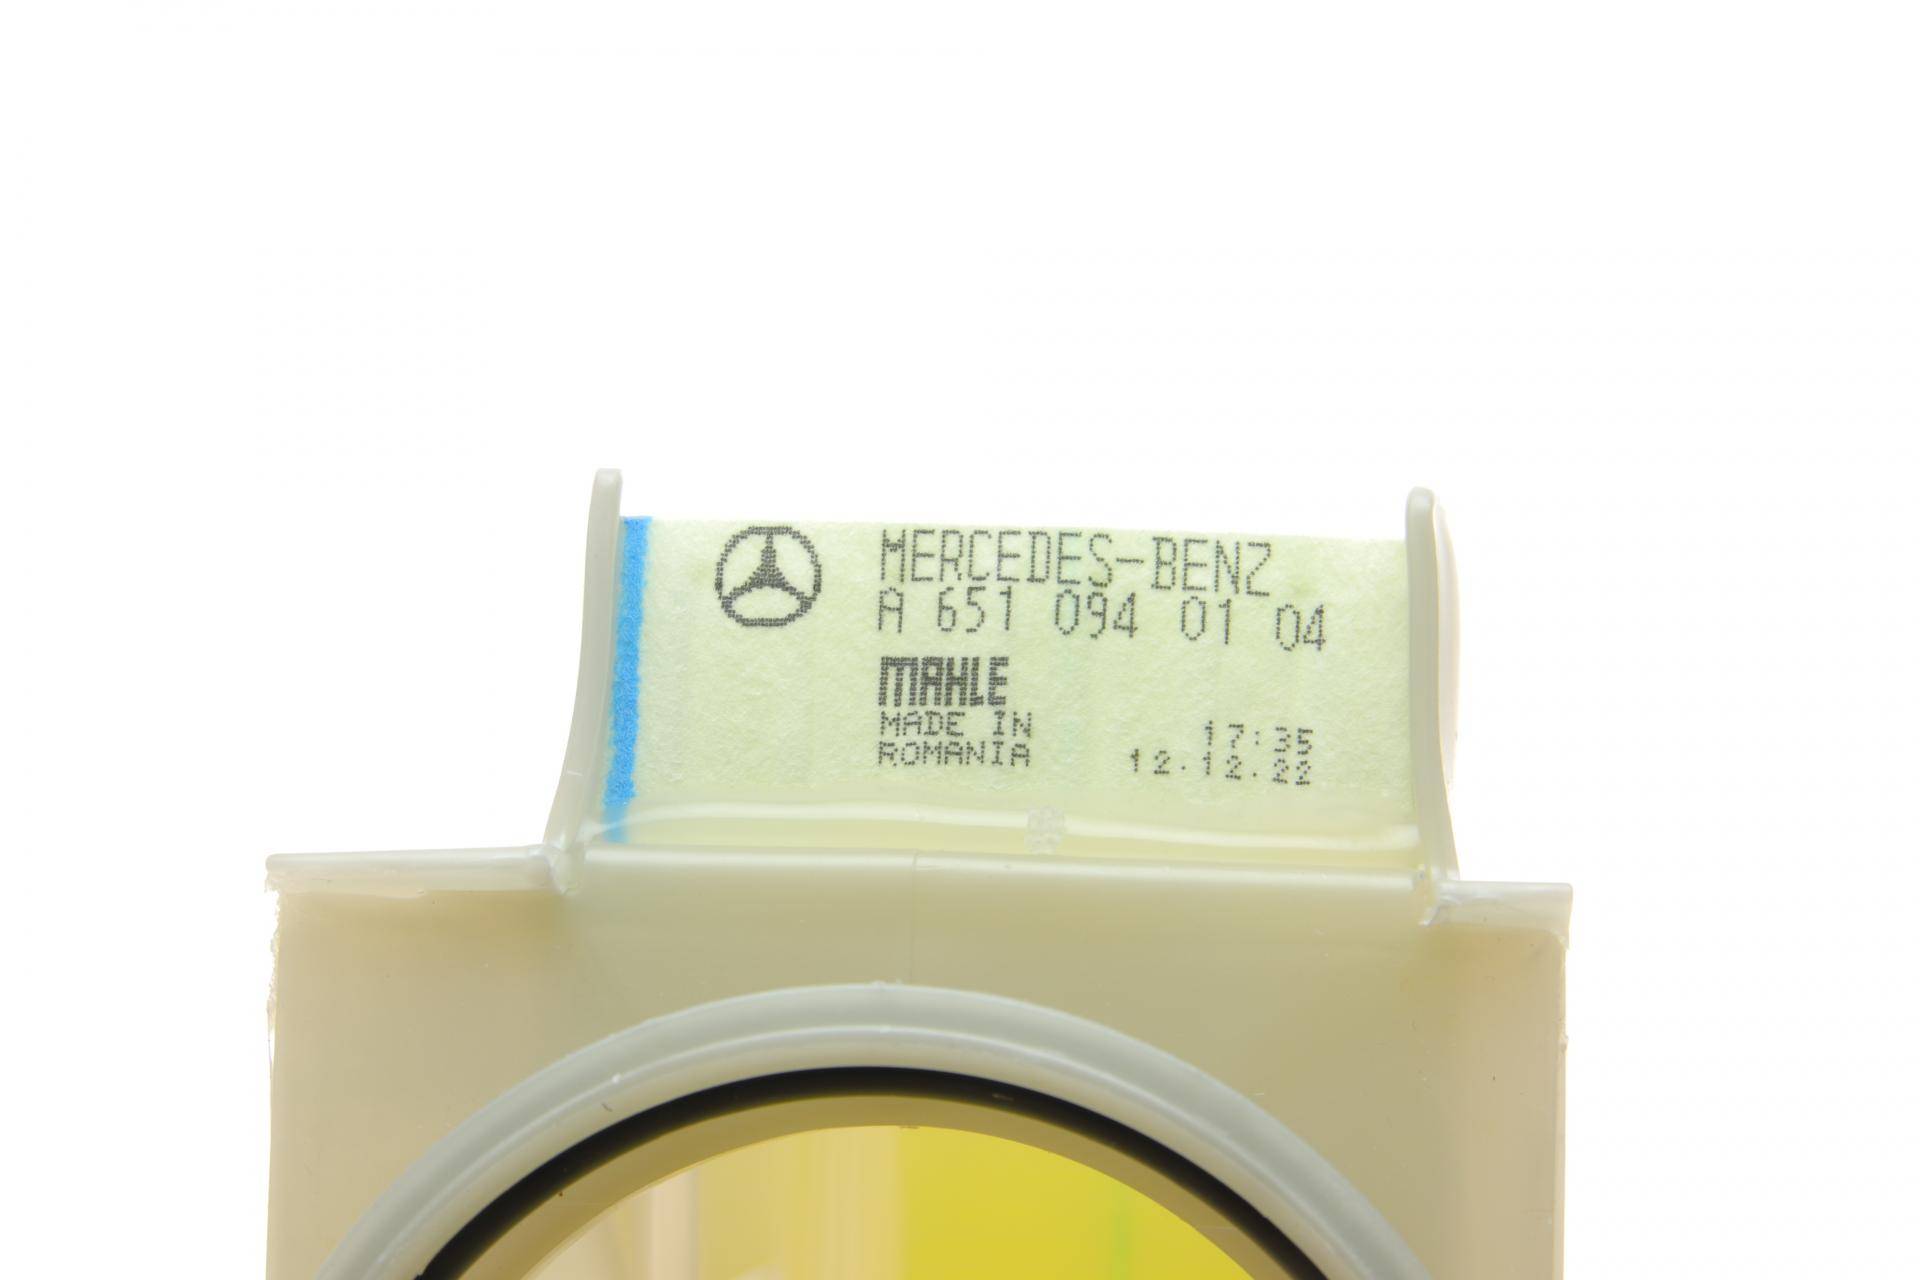 MERCEDES-BENZ
A 651 094 01 04
MAHLE
MADE IN
ROMANIA
17:35
12.12.22